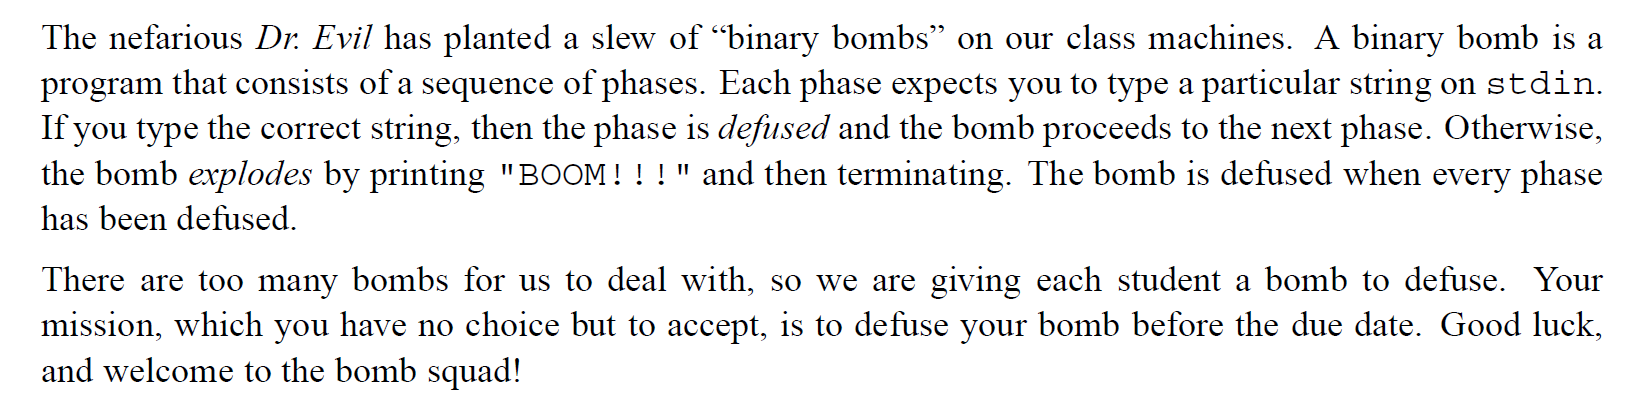 The nefarious Dr. Evil has planted a slew of “binary bombs” on our class machines. A binary bomb is a
program that consists of a sequence of phases. Each phase expects you to type a particular string on stdin.
If you type the correct string, then the phase is defused and the bomb proceeds to the next phase. Otherwise,
the bomb explodes by printing "BOOM!!!" and then terminating. The bomb is defused when every phase
has been defused.
There are too many bombs for us to deal with, so we are giving each student a bomb to defuse. Your
mission, which you have no choice but to accept, is to defuse your bomb before the due date. Good luck,
and welcome to the bomb squad!